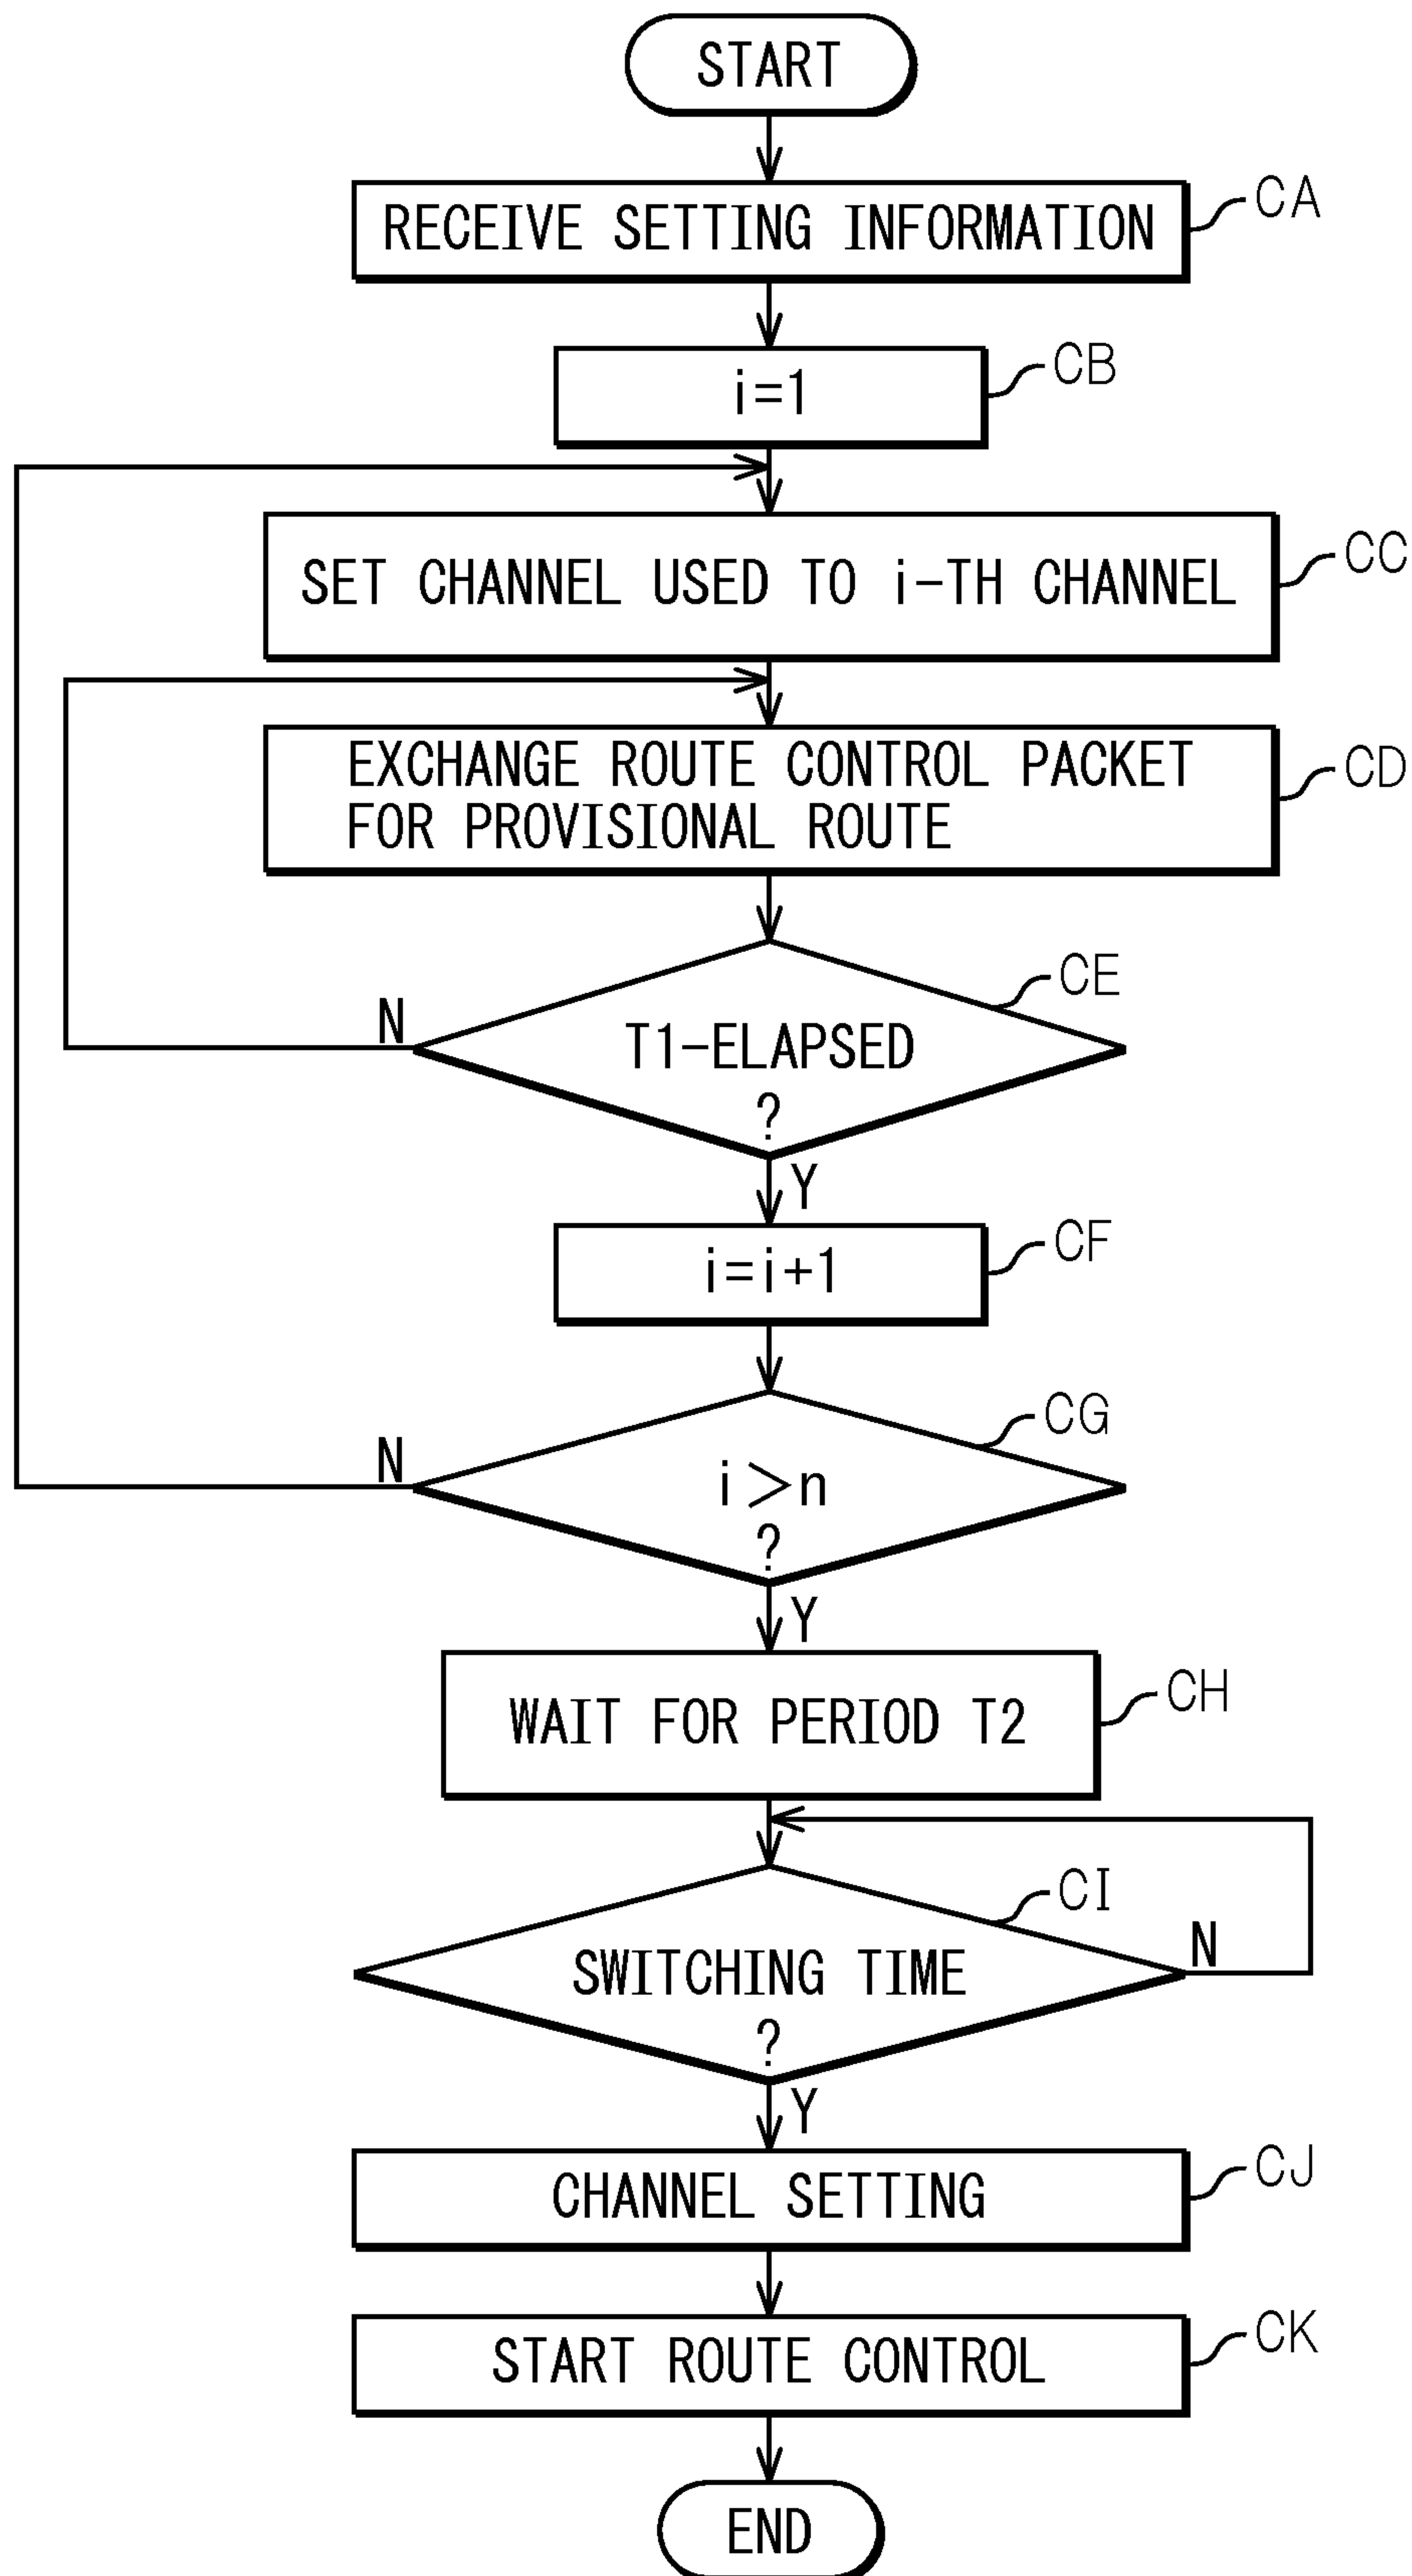 START
RECEIVE SETTING INFORMATION
CA
i=1
CB
SET CHANNEL USED TO i-TH CHANNEL
CC
EXCHANGE ROUTE CONTROL PACKET
FOR PROVISIONAL ROUTE
CD
CE
N
T1-ELAPSED
?
Y
i=i+1
CF
CG
N
i>n
?
Y
WAIT FOR PERIOD T2
CH
CI
N
SWITCHING TIME
?
Y
CHANNEL SETTING
CJ
START ROUTE CONTROL
CK
END